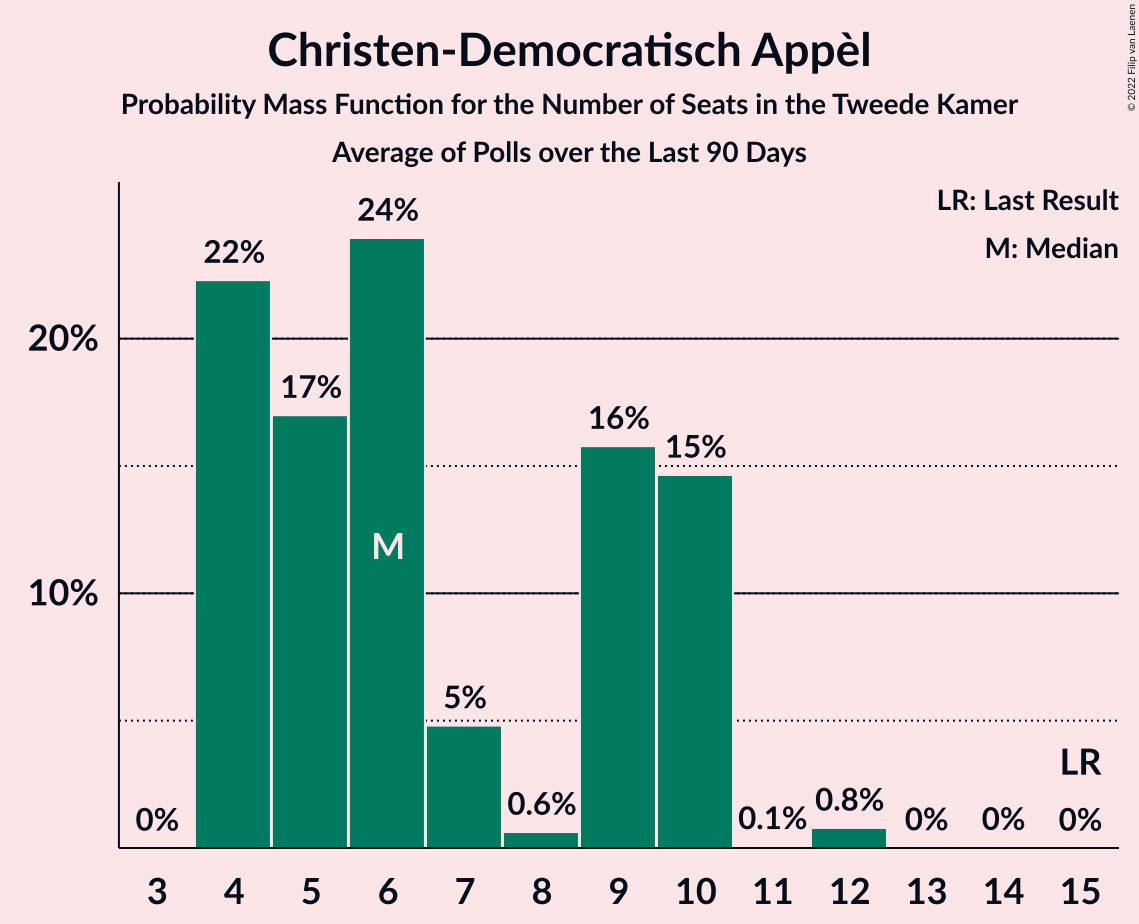 Christen-Democratisch Appèl
Probability Mass Function for the Number of Seats in the Tweede Kamer
Average of Polls over the Last 90 Days
© 2022 Filip van Laenen
LR: Last Result
M: Median
20%
10%
0%
22%
17%
24%
5%
0.6%
16%
15%
0.1%
0.8%
0%
0%
0%
M
LR
3 4 5 6 7 8 9 10 11 12 13 14 15